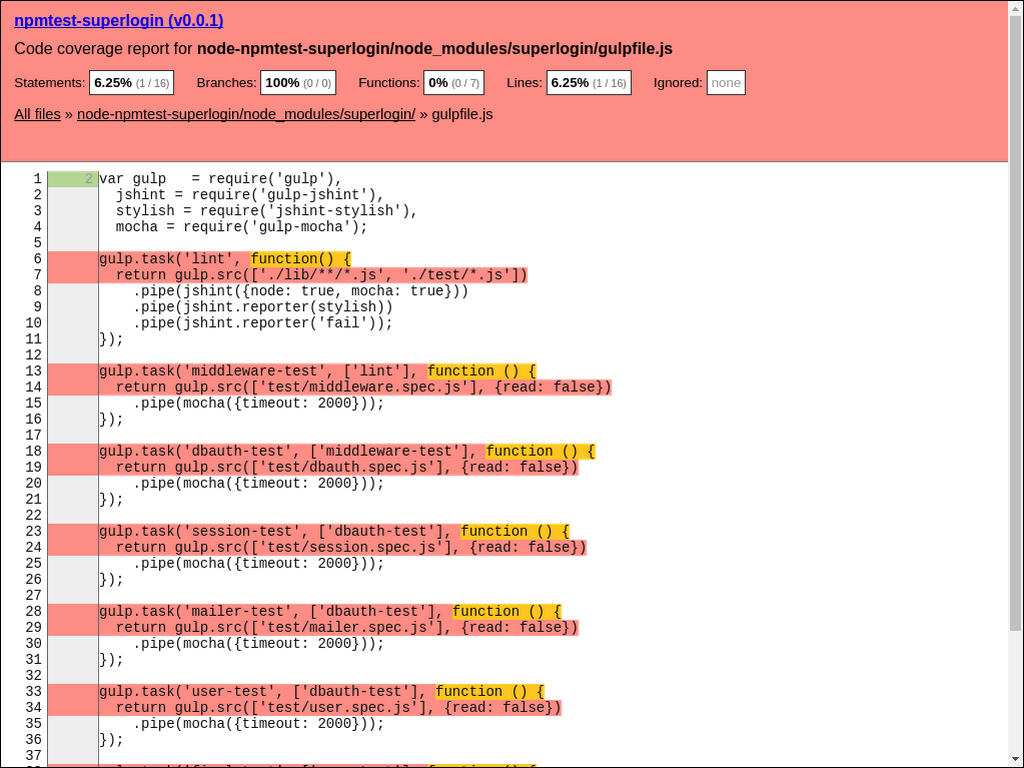 npmtest-superlogin (v0.0.1)
Code coverage report for node-npmtest-superlogin/node_modules/superlogin/gulpfile.js
Statements: 6.25% (1 / 16) Branches: 100% (0 / 0) Functions: 0% (0 / 7) Lines: 6.25% (1 / 16) Ignored: none
All files » node-npmtest-superlogin/node_modules/superlogin/ » gulpfile.js
1 2 var gulp   = require('gulp'),
2   jshint = require('gulp-jshint'),
3   stylish = require('jshint-stylish'),
4   mocha = require('gulp-mocha');
5
6 gulp.task('lint', function() {
7   return gulp.src(['./lib/**/*.js', './test/*.js'])
8     .pipe(jshint({node: true, mocha: true}))
9     .pipe(jshint.reporter(stylish))
10     .pipe(jshint.reporter('fail'));
11 });
12
13 gulp.task('middleware-test', ['lint'], function () {
14   return gulp.src(['test/middleware.spec.js'], {read: false})
15     .pipe(mocha({timeout: 2000}));
16 });
17
18 gulp.task('dbauth-test', ['middleware-test'], function () {
19   return gulp.src(['test/dbauth.spec.js'], {read: false})
20     .pipe(mocha({timeout: 2000}));
21 });
22
23 gulp.task('session-test', ['dbauth-test'], function () {
24   return gulp.src(['test/session.spec.js'], {read: false})
25     .pipe(mocha({timeout: 2000}));
26 });
27
28 gulp.task('mailer-test', ['dbauth-test'], function () {
29   return gulp.src(['test/mailer.spec.js'], {read: false})
30     .pipe(mocha({timeout: 2000}));
31 });
32
33 gulp.task('user-test', ['dbauth-test'], function () {
34   return gulp.src(['test/user.spec.js'], {read: false})
35     .pipe(mocha({timeout: 2000}));
36 });
37